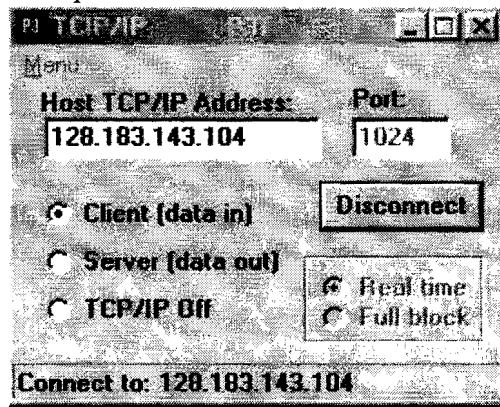 TCP/IP
Menu
Host TCP/IP Address: Port:
128.183.143.104 1024
Client (data in) Disconnect
Server (data out)
Real time
TCP/IP Off
Full block
Connect to: 128.183.143.104